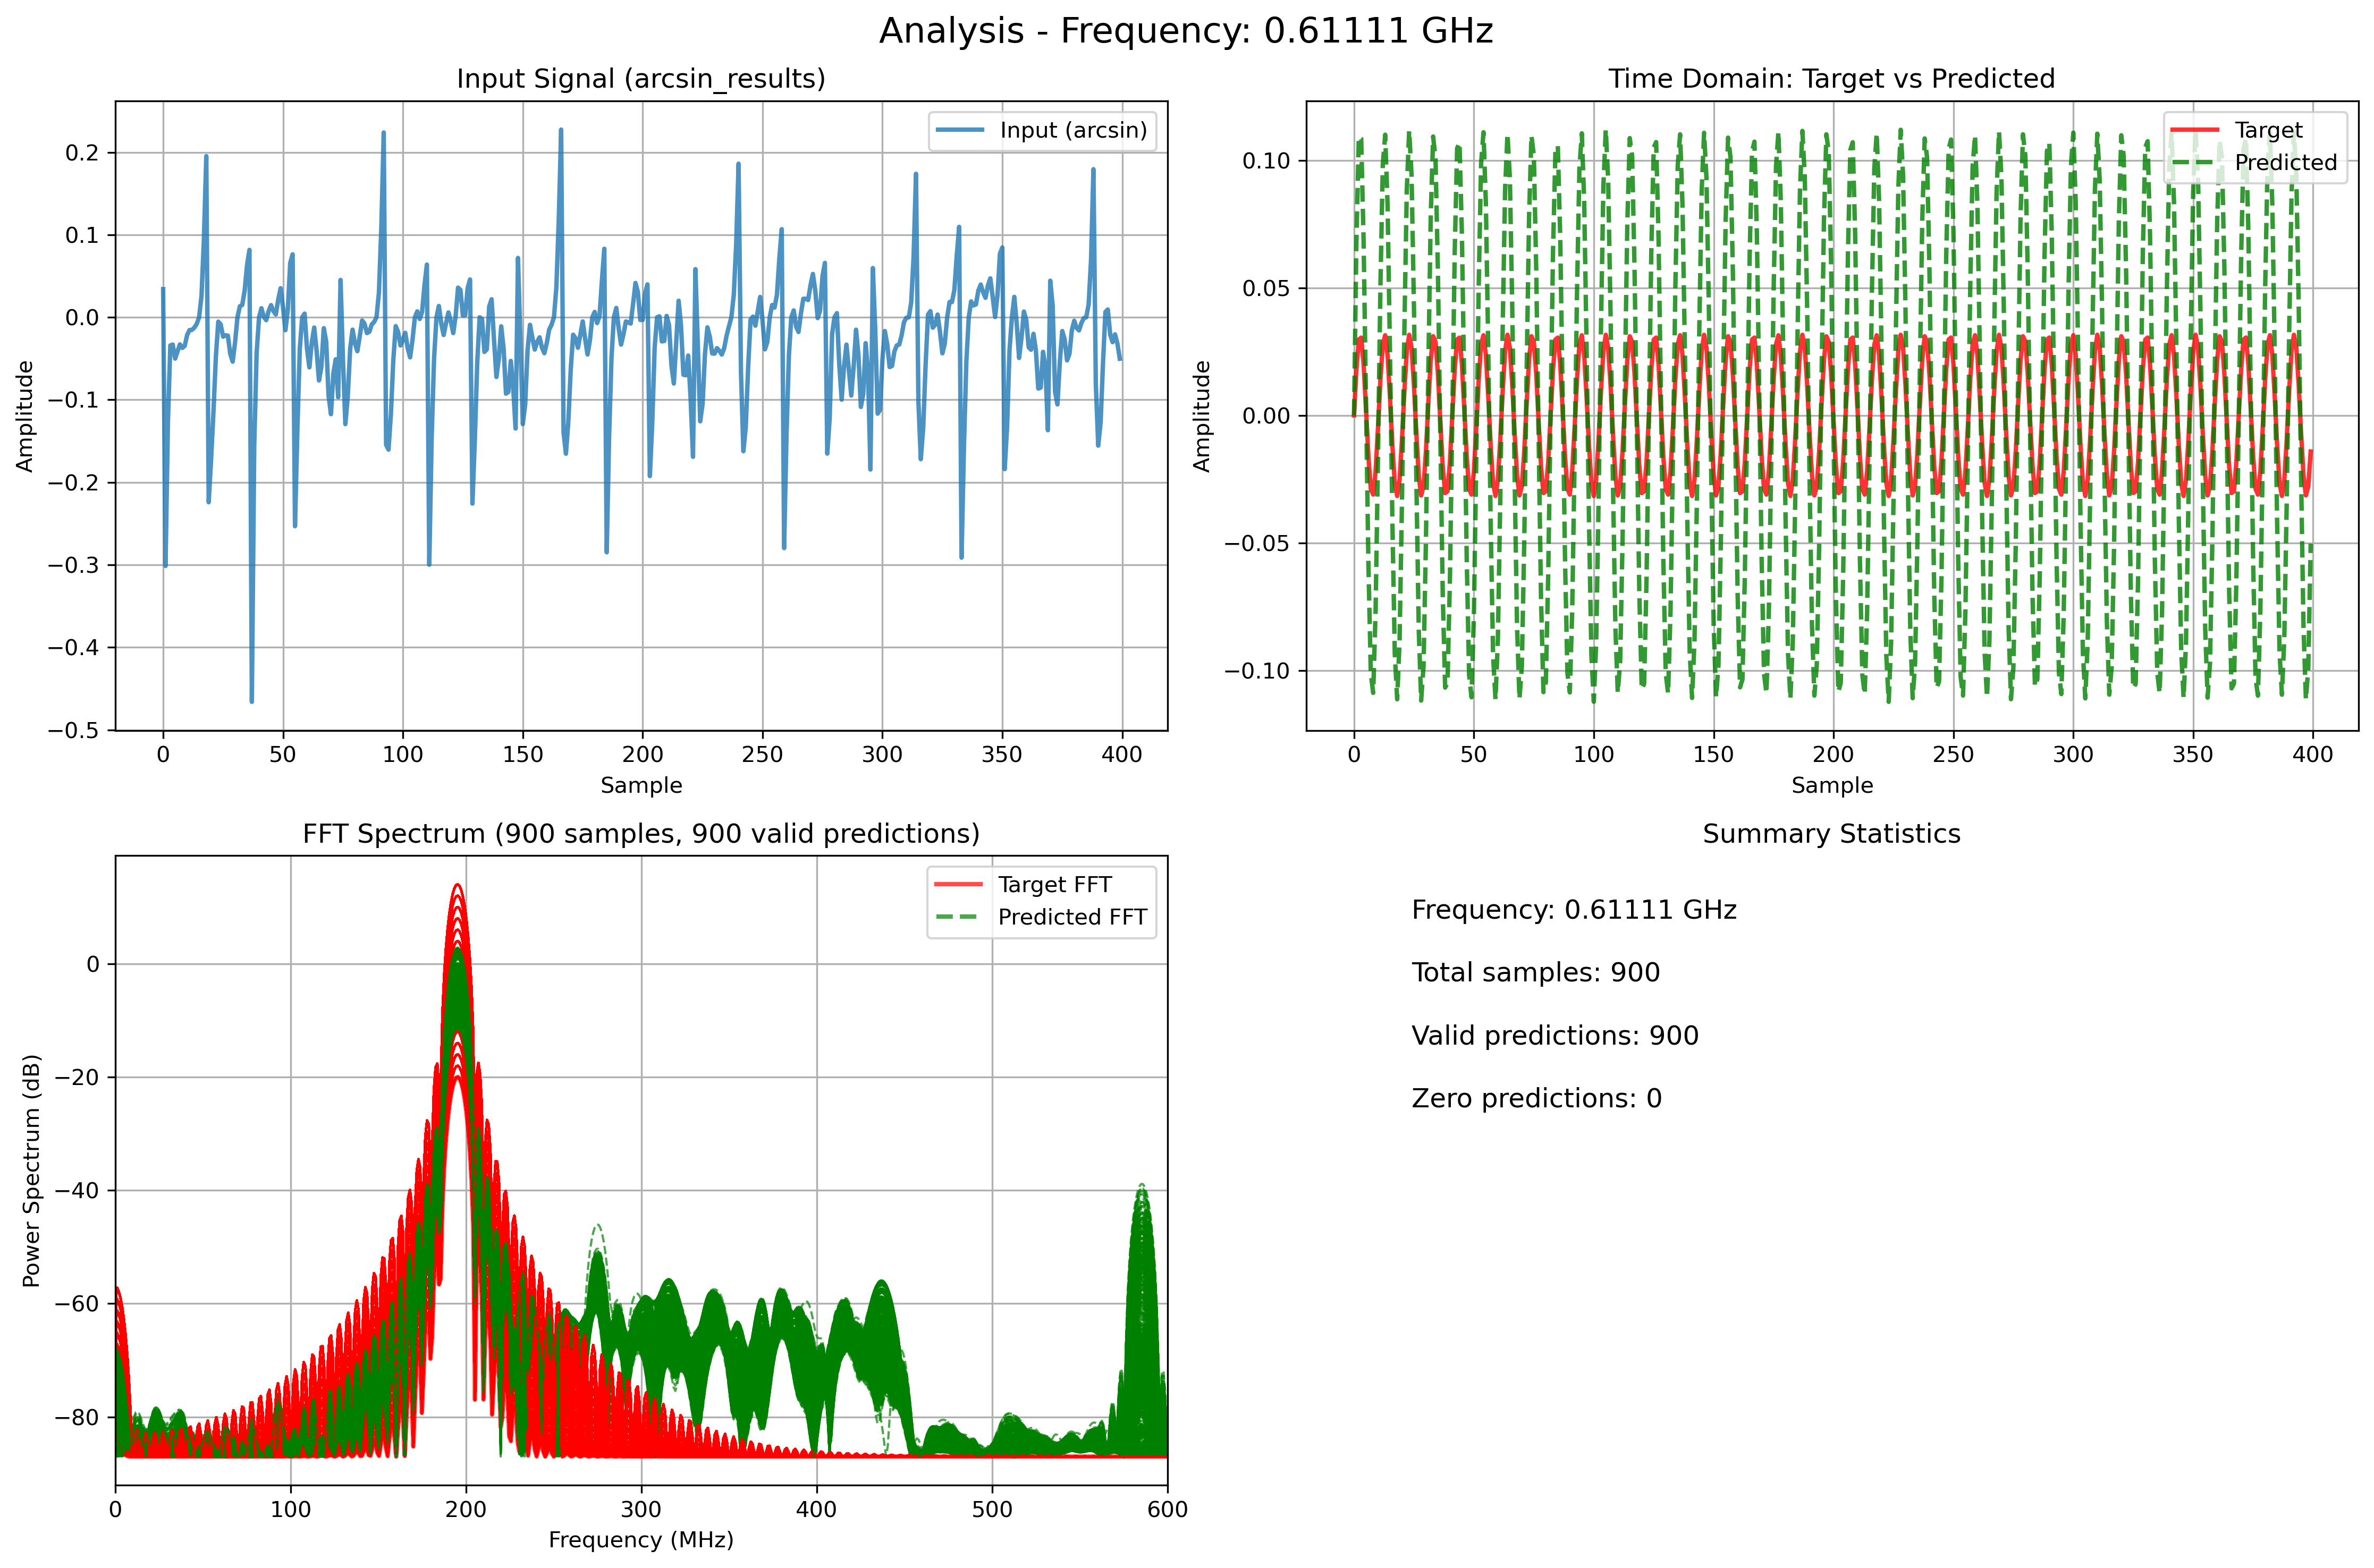 Analysis - Frequency: 0.61111 GHz
Input Signal (arcsin_results)
Input (arcsin)
Amplitude
0.2
0.1
0.0
−0.1
−0.2
−0.3
−0.4
−0.5
0 50 100 150 200 250 300 350 400
Sample
Time Domain: Target vs Predicted
Target
Predicted
Amplitude
0.10
0.05
0.00
−0.05
−0.10
0 50 100 150 200 250 300 350 400
Sample
FFT Spectrum (900 samples, 900 valid predictions)
Target FFT
Predicted FFT
Power Spectrum (dB)
0
−20
−40
−60
−80
0 100 200 300 400 500 600
Frequency (MHz)
Summary Statistics
Frequency: 0.61111 GHz
Total samples: 900
Valid predictions: 900
Zero predictions: 0